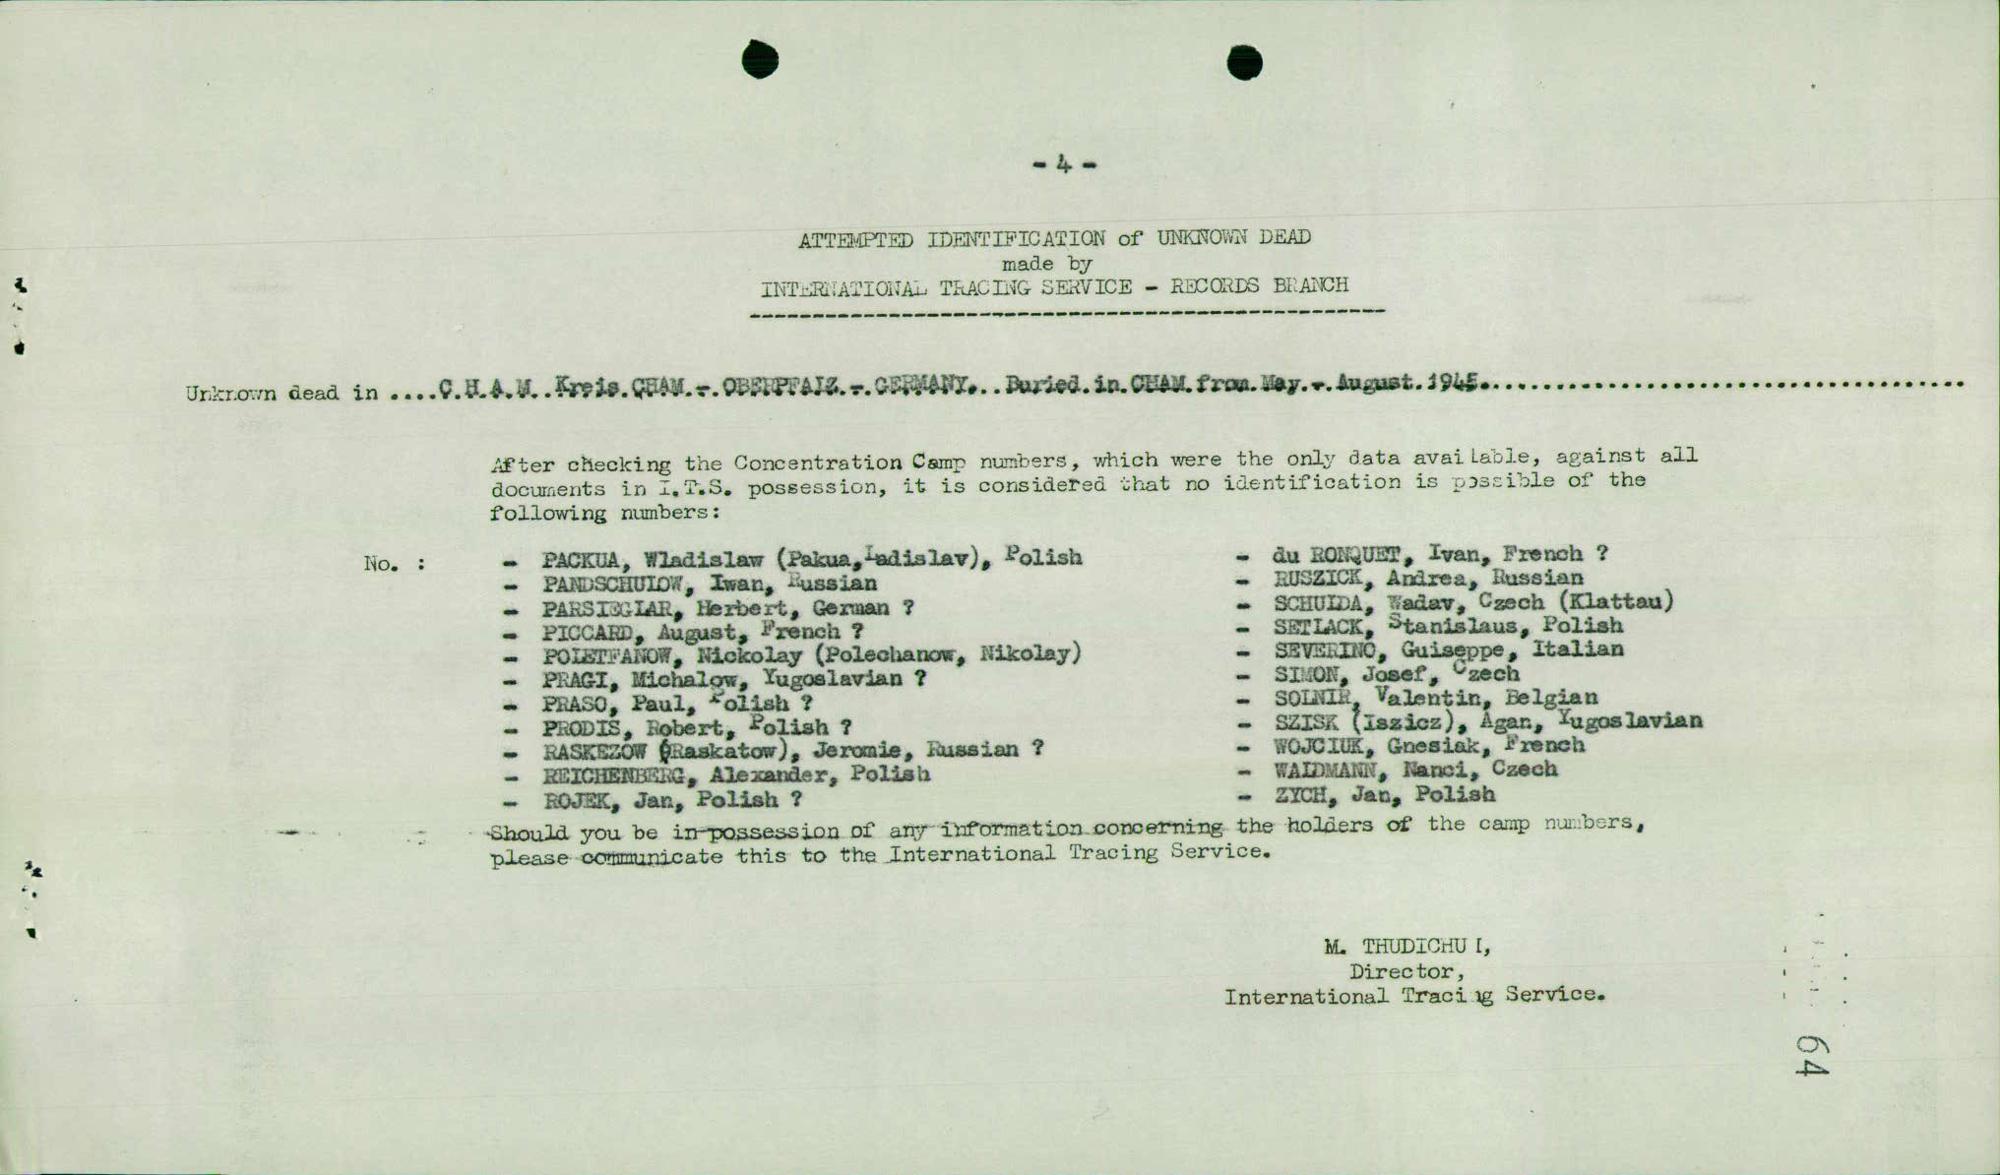 - 4 -
ATTEMPTED IDENTIFICATION of UNKNOWN DEAD
made by
INTERNATIONAL TRACING SERVICE - RECORDS BRANCH
Unknown dead in ....C.H.A.M..Kreis.CHAM.-.OBERPFALZ.-.GERMANY...Buried.in.CHAM.from.May.-.August.1945.
After checking the Concentration Camp numbers, which were the only data available, against all
documents in I.T.S. possession, it is considered that no identification is possible of the
following numbers:
No. :
- PACKUA, Wladislaw (Pakua, Ladislav), Polish
- PANDSCHULOW, Iwan, Russian
- PARSIEGLAR, Herbert, German ?
- PICCARD, August, French ?
- POLETFANOW, Nickolay (Polechanow, Nikolay)
- PRAGI, Michalow, Yugoslavian ?
- PRASO, Paul, Polish ?
- PRODIS, Robert, Polish ?
- RASKEZOW (Raskatow), Jeromie, Russian ?
- REICHENBERG, Alexander, Polish
- ROJEK, Jan, Polish ?
- du RONQUET, Ivan, French ?
- RUSZICK, Andrea, Russian
- SCHULDA, Wadav, Czech (Klattau)
- SETLACK, Stanislaus, Polish
- SEVERINO, Guiseppe, Italian
- SIMON, Josef, Czech
- SOLNIR, Valentin, Belgian
- SZISK (Iszicz), Agan, Yugoslavian
- WOJCIUK, Gnesiak, French
- WALDMANN, Nanci, Czech
- ZYCH, Jan, Polish
Should you be in possession of any information concerning the holders of the camp numbers,
please communicate this to the International Tracing Service.
M. THUDICHUM,
Director,
International Tracing Service.
64